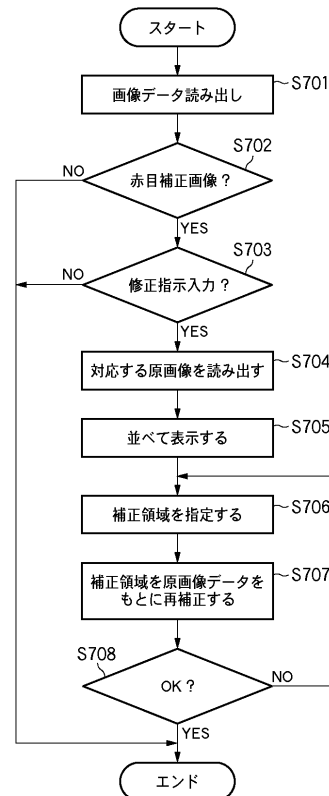 スタート
画像データ読み出し
S701
S702
赤目補正画像？
NO
YES
S703
修正指示入力？
NO
YES
対応する原画像を読み出す
S704
並べて表示する
S705
補正領域を指定する
S706
補正領域を原画像データを
もとに再補正する
S707
S708
OK？
NO
YES
エンド